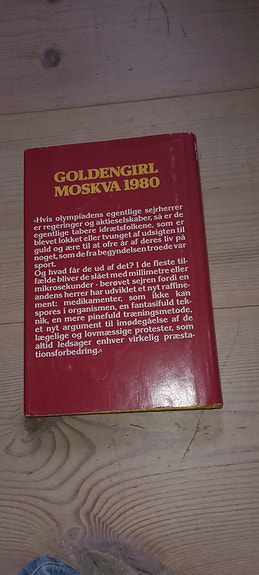 GOLDENGIRL
MOSKVA 1980
»Hvis olympiadens egentlige sejrherrer
er regeringer og aktieselskaber, så er de
egentlige tabere idrætsfolkene, som er
blevet lokket eller tvunget af udsigten til
guld og ære til at ofre år af deres liv på
noget, som de fra begyndelsen troede var
sport.
Og hvad får de ud af det? I de fleste til-
fælde bliver de slået med millimetre eller
mikrosekunder - berøvet sejren fordi en
andens herrer har udviklet et nyt raffine-
ment: medikamenter, som ikke kan
spores i organismen, en fantasifuld tek-
nik, en mere pinefuld træningsmetode,
et nyt argument til imødegåelse af de
lægelige og lovmæssige protester, som
altid ledsager enhver virkelig præsta-
tionsforbedring.«